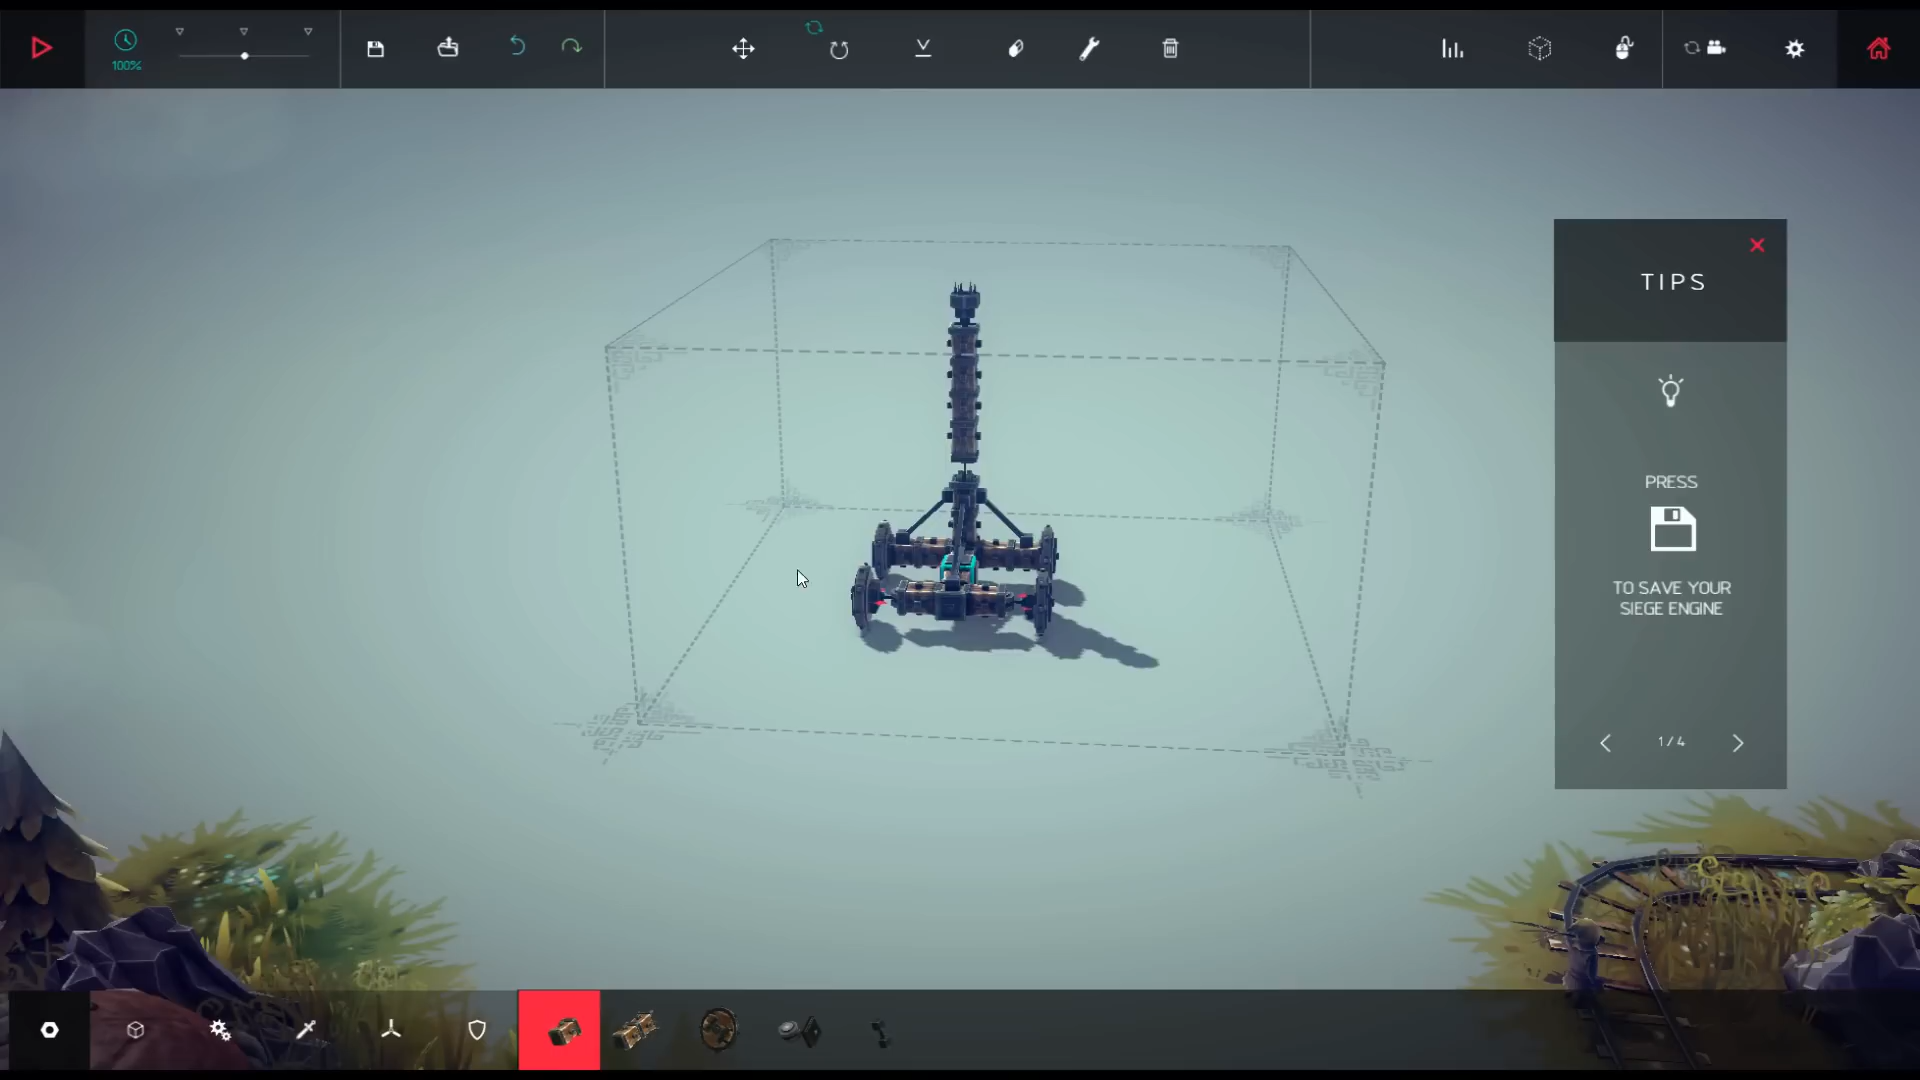 100%
TIPS
PRESS
TO SAVE YOUR
SIEGE ENGINE
1/4